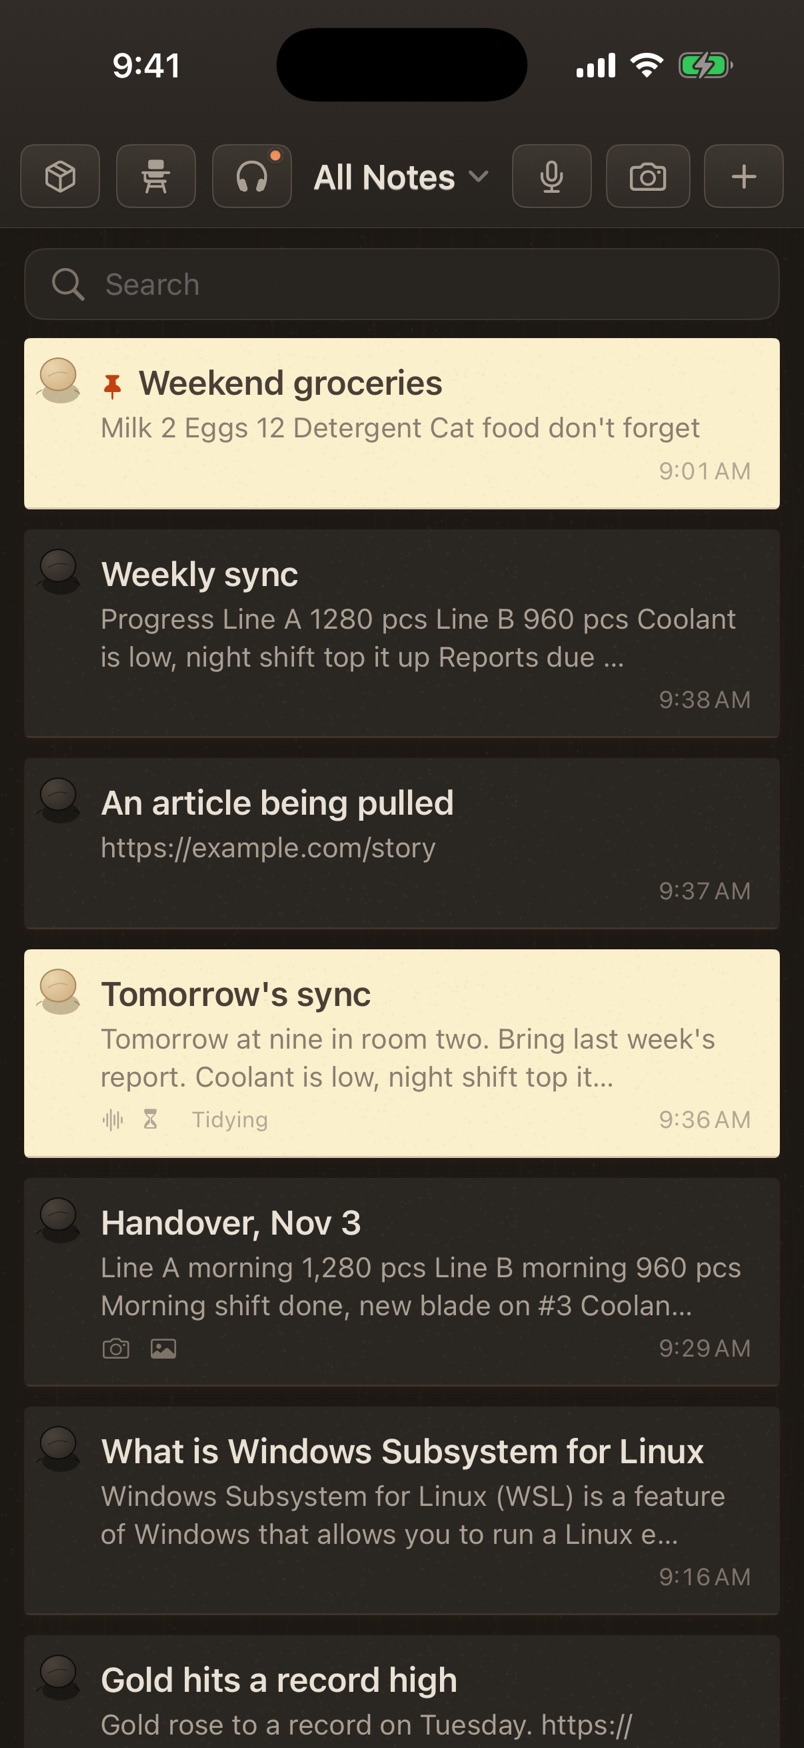 9:41
All Notes
Search
Weekend groceries
Milk 2 Eggs 12 Detergent Cat food don't forget
9:01 AM
Weekly sync
Progress Line A 1280 pcs Line B 960 pcs Coolant
is low, night shift top it up Reports due ...
9:38 AM
An article being pulled
https://example.com/story
9:37 AM
Tomorrow's sync
Tomorrow at nine in room two. Bring last week's
report. Coolant is low, night shift top it...
Tidying 9:36 AM
Handover, Nov 3
Line A morning 1,280 pcs Line B morning 960 pcs
Morning shift done, new blade on #3 Coolan...
9:29 AM
What is Windows Subsystem for Linux
Windows Subsystem for Linux (WSL) is a feature
of Windows that allows you to run a Linux e...
9:16 AM
Gold hits a record high
Gold rose to a record on Tuesday. https://